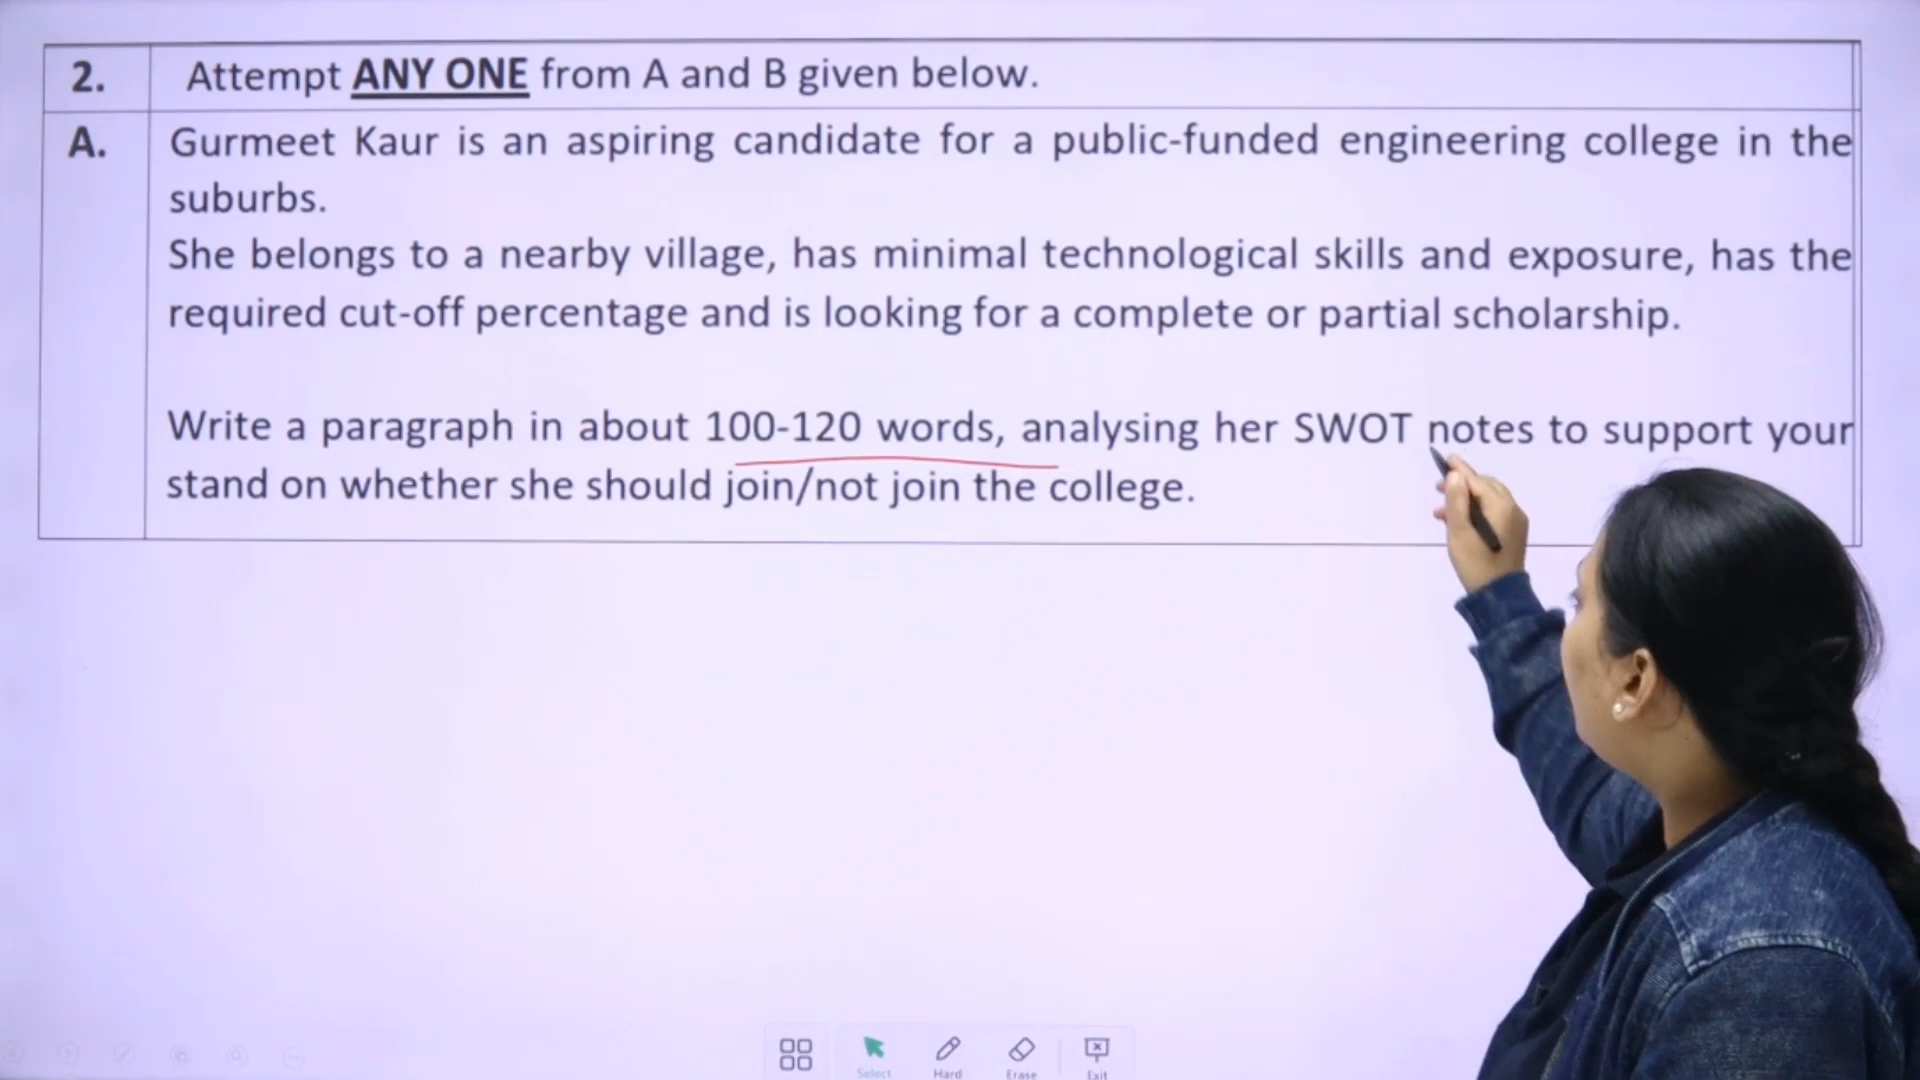 2. Attempt ANY ONE from A and B given below.
A. Gurmeet Kaur is an aspiring candidate for a public-funded engineering college in the
suburbs.
She belongs to a nearby village, has minimal technological skills and exposure, has the
required cut-off percentage and is looking for a complete or partial scholarship.
Write a paragraph in about 100-120 words, analysing her SWOT notes to support your
stand on whether she should join/not join the college.
Select Hard Erase Exit